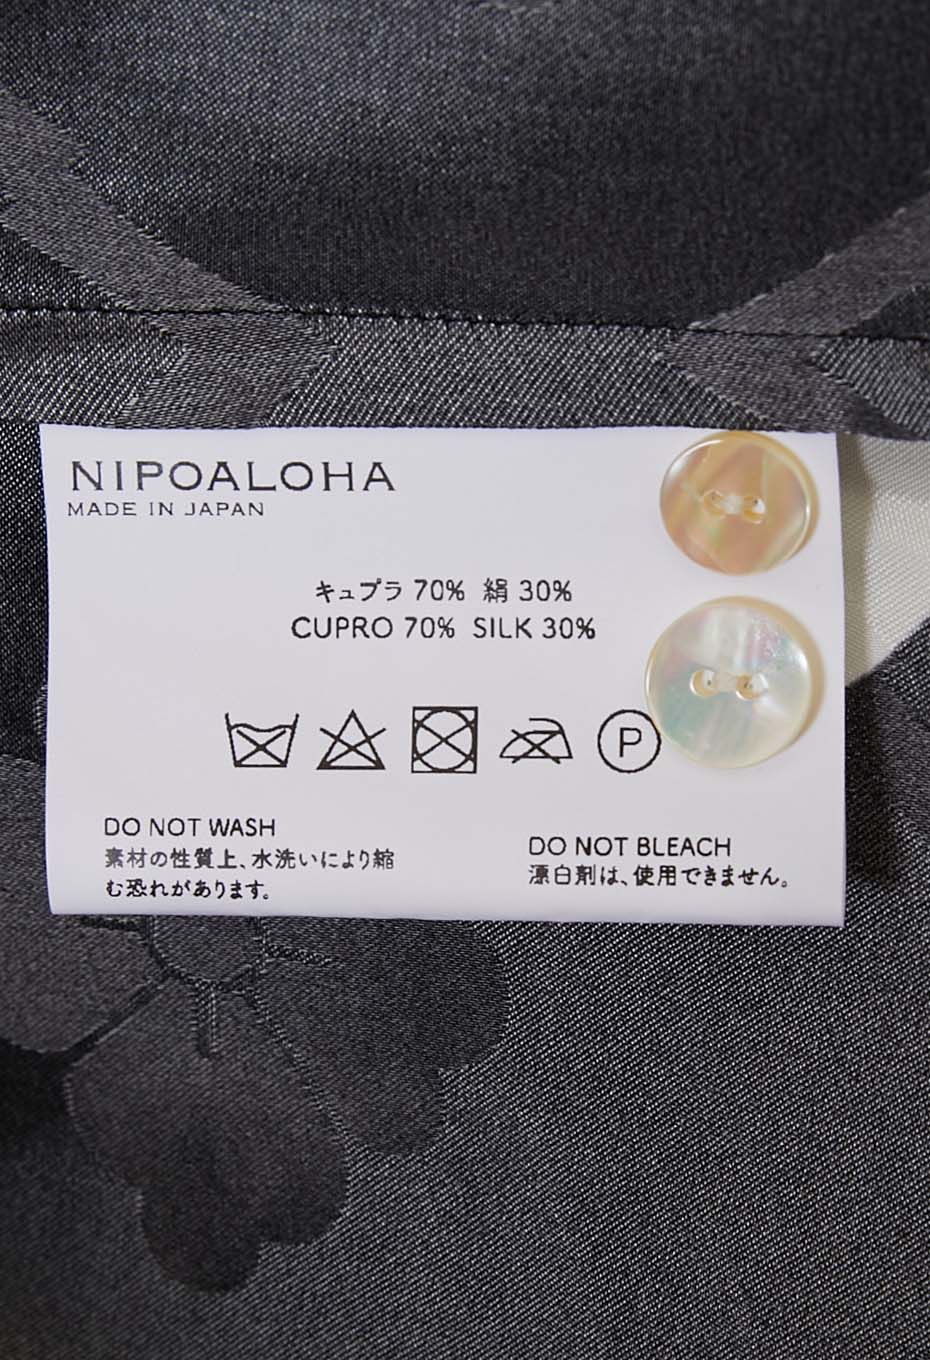 NIPOALOHA
MADE IN JAPAN
キュプラ 70% 絹 30%
CUPRO 70% SILK 30%
P
DO NOT WASH
素材の性質上、水洗いにより縮
む恐れがあります。
DO NOT BLEACH
漂白剤は、使用できません。